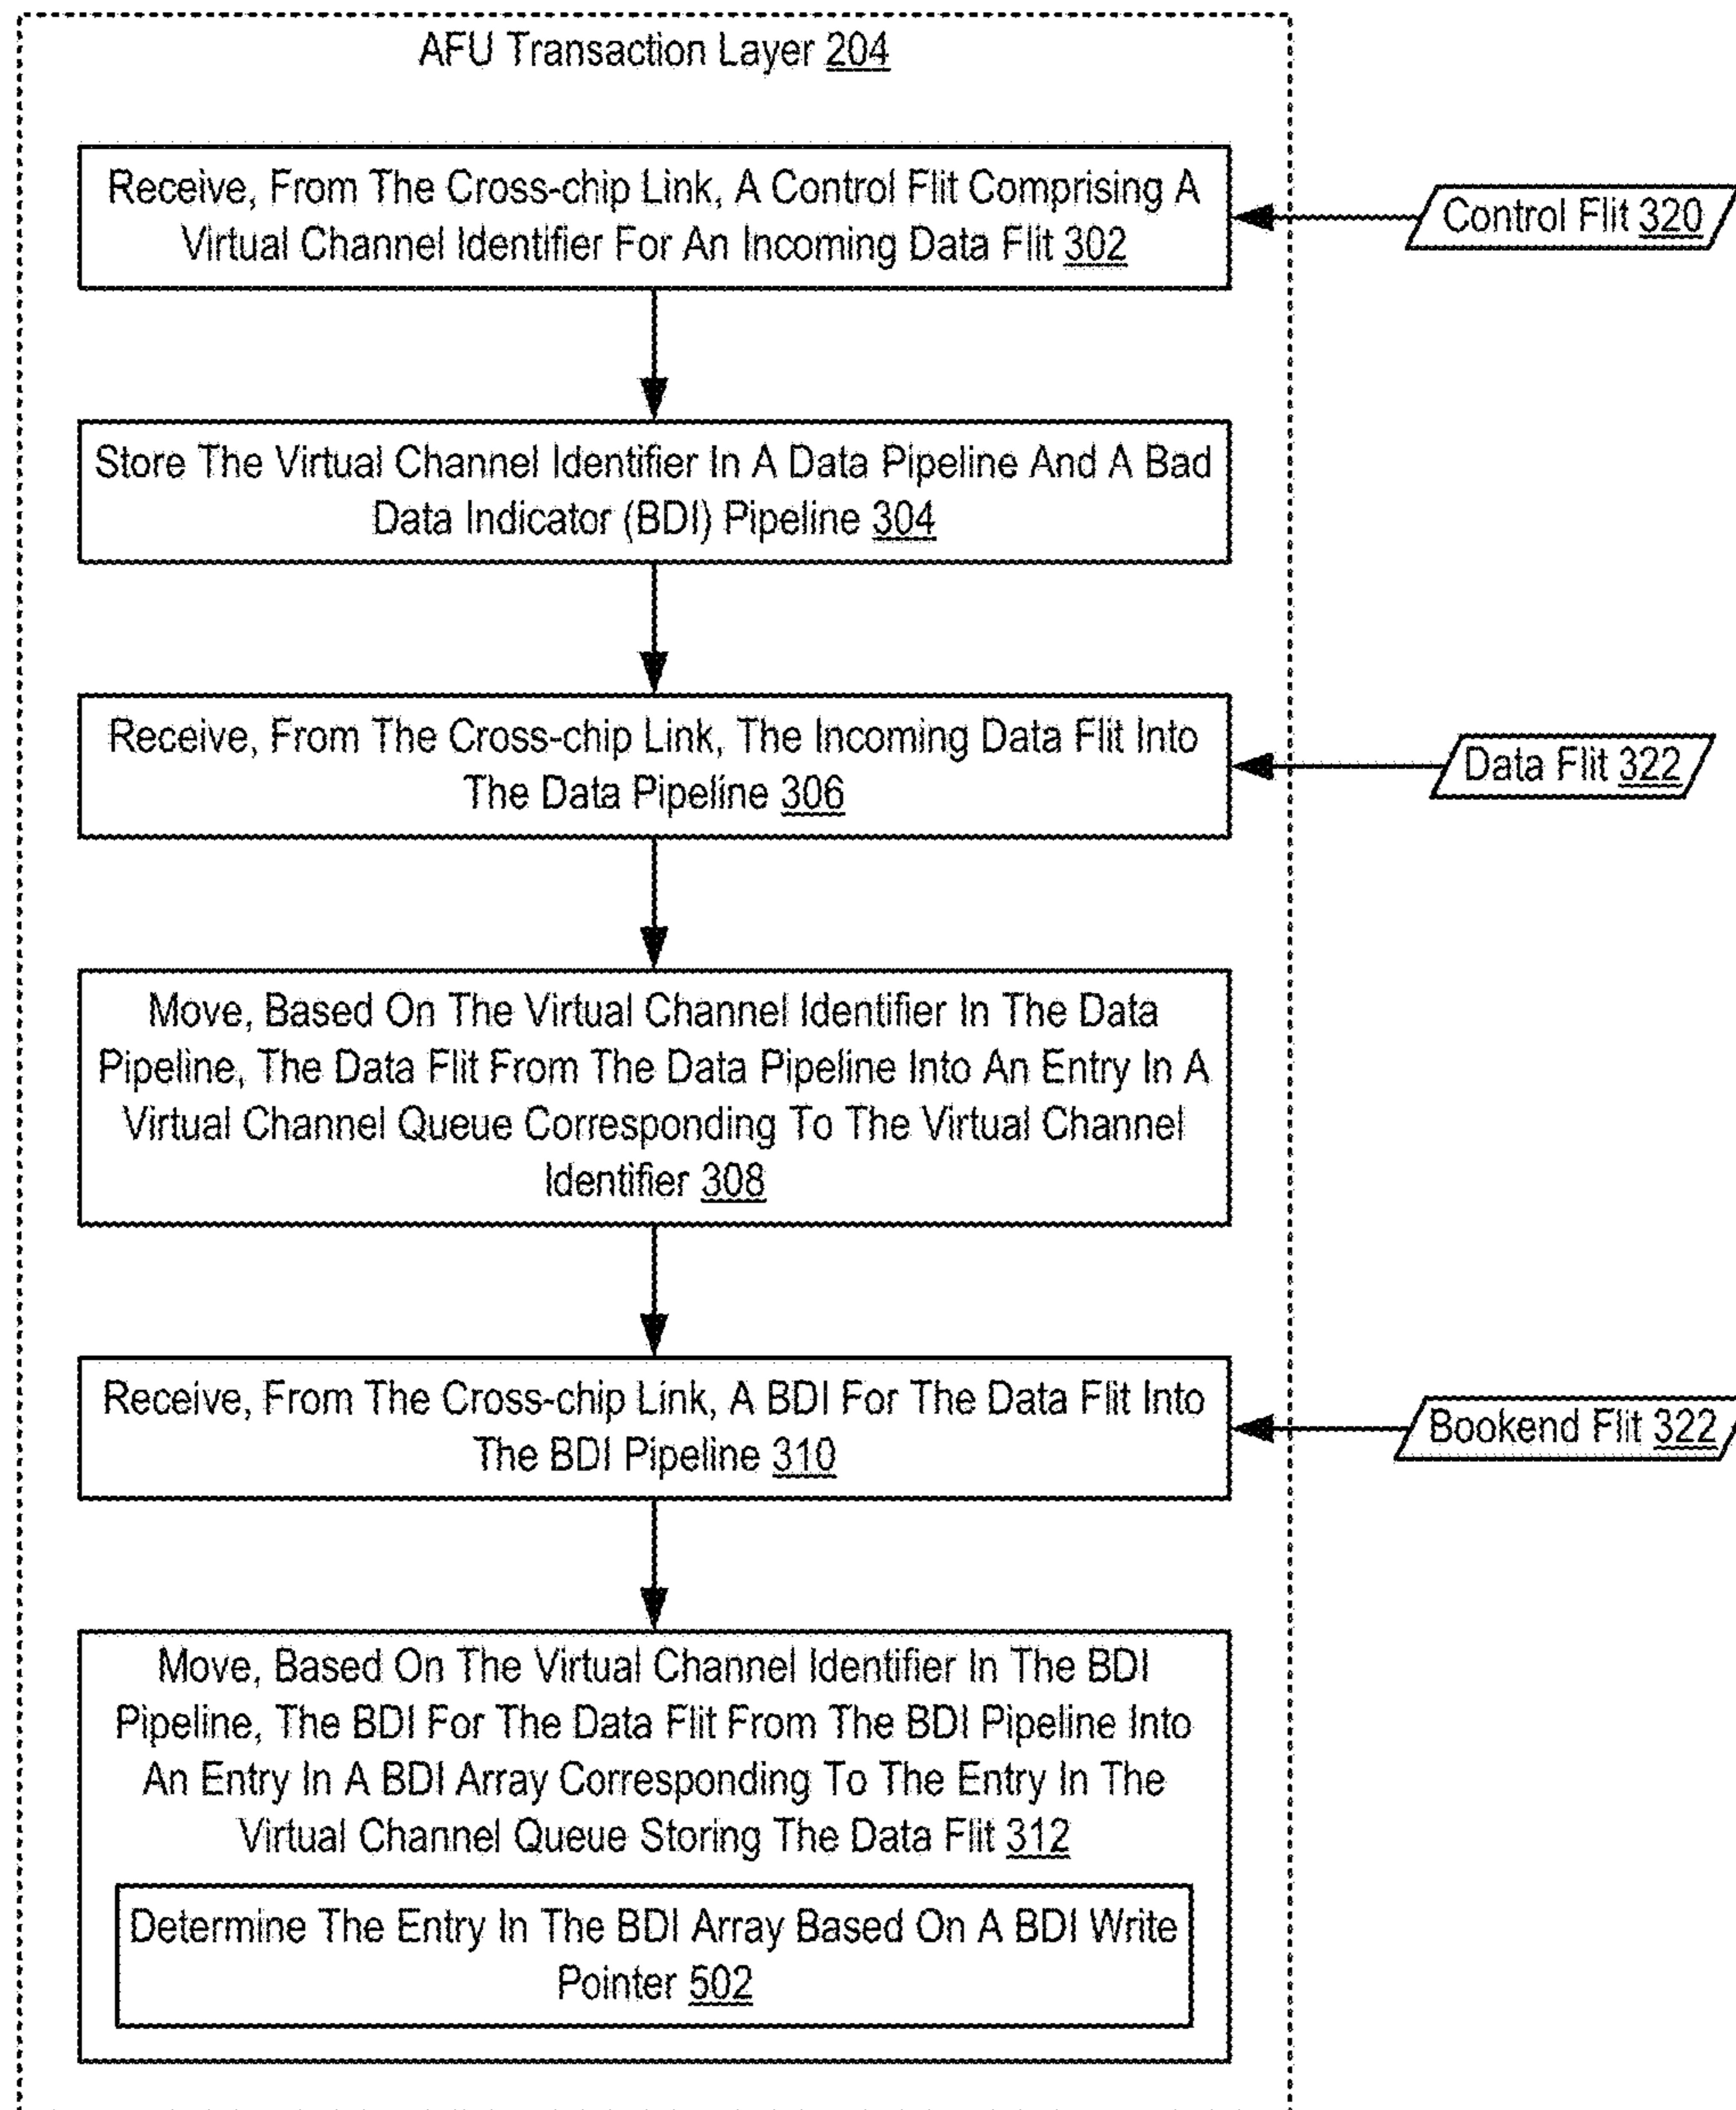 AFU Transaction Layer 204
Receive, From The Cross-chip Link, A Control Flit Comprising A
Virtual Channel Identifier For An Incoming Data Flit 302
Control Flit 320
Store The Virtual Channel Identifier In A Data Pipeline And A Bad
Data Indicator (BDI) Pipeline 304
Receive, From The Cross-chip Link, The Incoming Data Flit Into
The Data Pipeline 306
Data Flit 322
Move, Based On The Virtual Channel Identifier In The Data
Pipeline, The Data Flit From The Data Pipeline Into An Entry In A
Virtual Channel Queue Corresponding To The Virtual Channel
Identifier 308
Receive, From The Cross-chip Link, A BDI For The Data Flit Into
The BDI Pipeline 310
Bookend Flit 322
Move, Based On The Virtual Channel Identifier In The BDI
Pipeline, The BDI For The Data Flit From The BDI Pipeline Into
An Entry In A BDI Array Corresponding To The Entry In The
Virtual Channel Queue Storing The Data Flit 312
Determine The Entry In The BDI Array Based On A BDI Write
Pointer 502